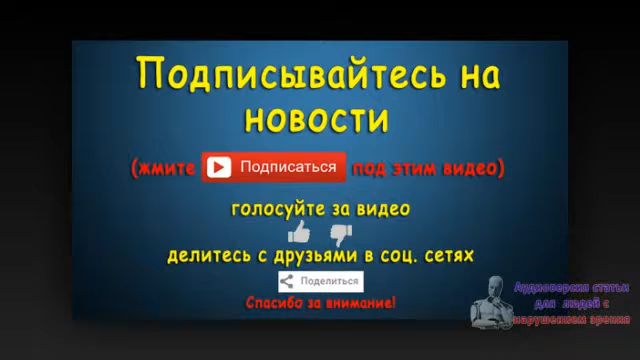 Подписывайтесь на
новости
(жмите Подписаться под этим видео)
голосуйте за видео
делитесь с друзьями в соц. сетях
Поделиться
Спасибо за внимание!
Аудиоверсия статьи
для людей с
нарушением зрения